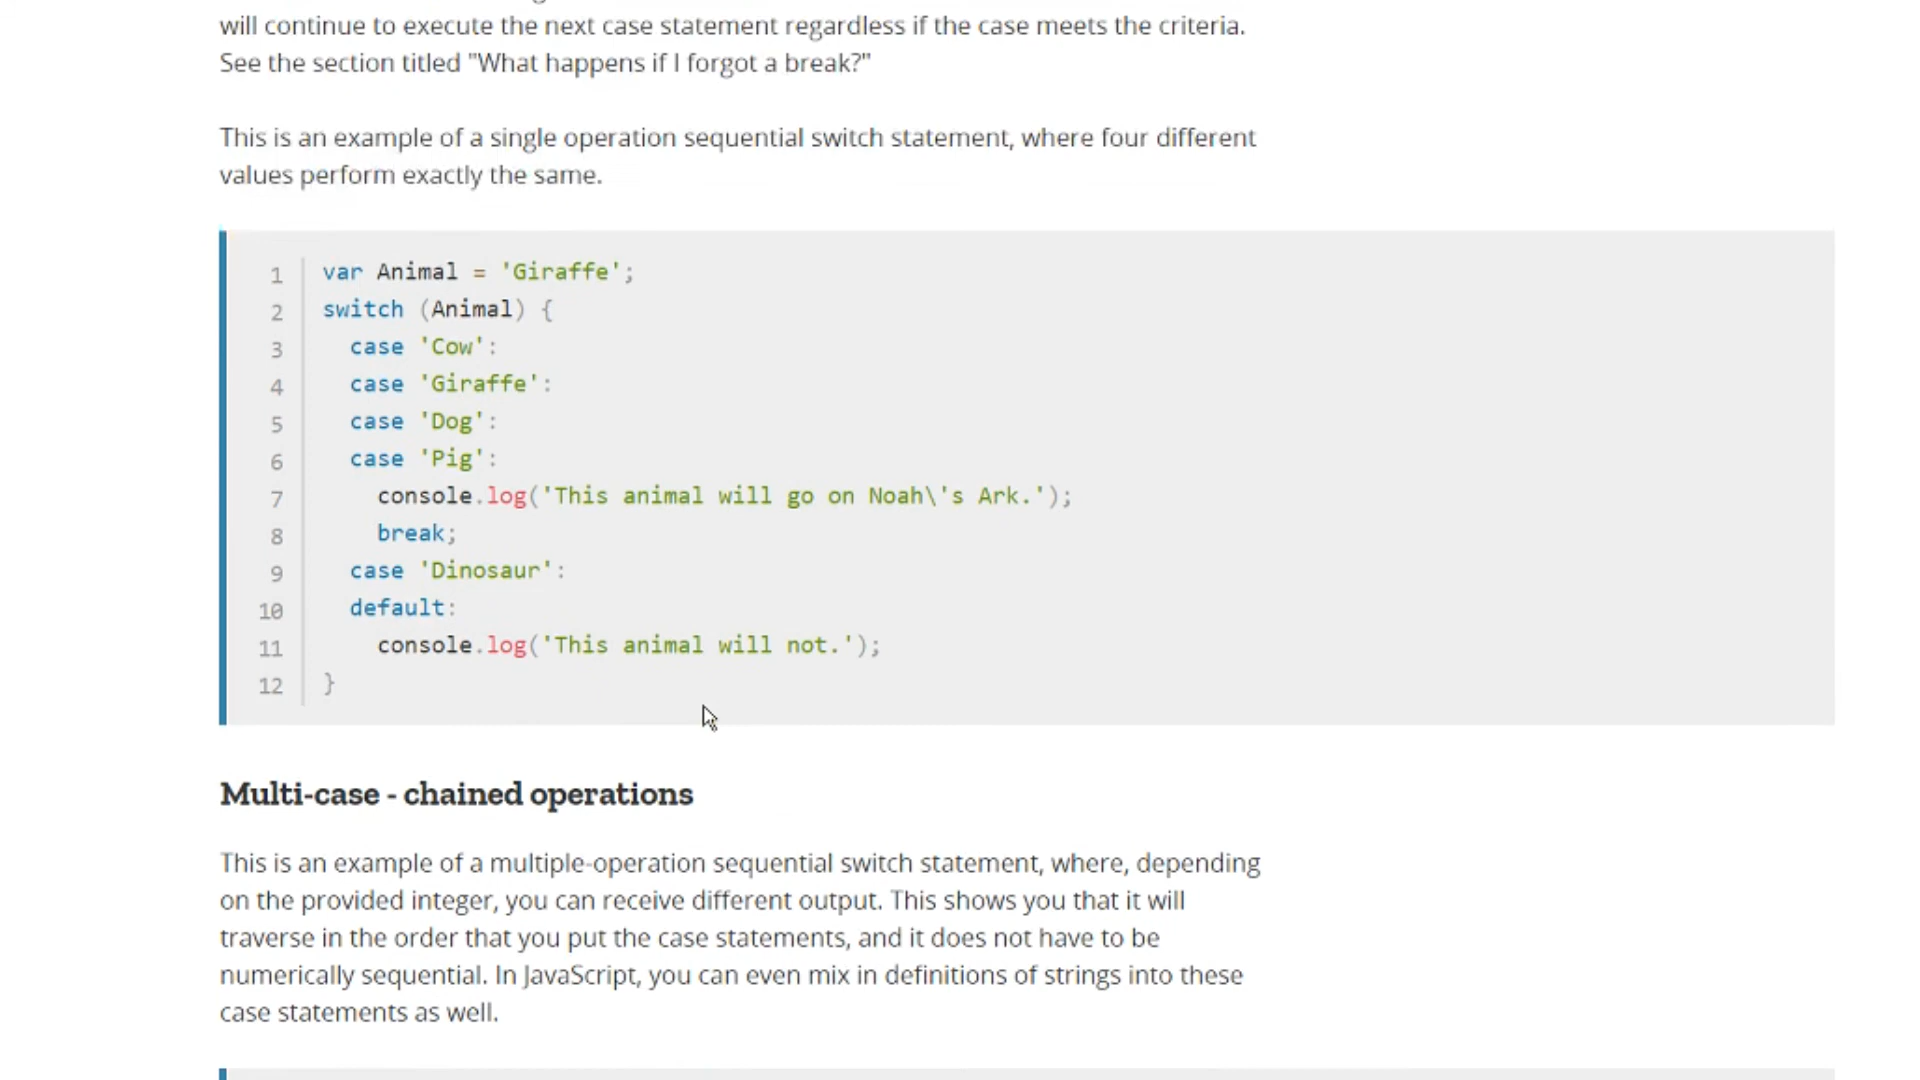 will continue to execute the next case statement regardless if the case meets the criteria.
See the section titled "What happens if I forgot a break?"
This is an example of a single operation sequential switch statement, where four different
values perform exactly the same.
1 var Animal = 'Giraffe';
2 switch (Animal) {
3 case 'Cow':
4 case 'Giraffe':
5 case 'Dog':
6 case 'Pig':
7 console.log('This animal will go on Noah\'s Ark.');
8 break;
9 case 'Dinosaur':
10 default:
11 console.log('This animal will not.');
12 }
Multi-case - chained operations
This is an example of a multiple-operation sequential switch statement, where, depending
on the provided integer, you can receive different output. This shows you that it will
traverse in the order that you put the case statements, and it does not have to be
numerically sequential. In JavaScript, you can even mix in definitions of strings into these
case statements as well.